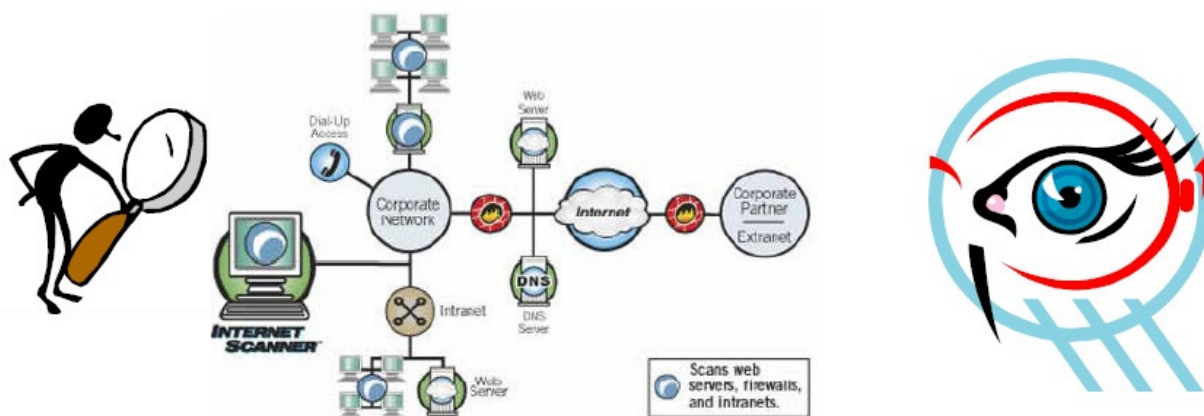 Web
Server
Dial-Up
Access
Corporate
Network
Internet
Corporate
Partner
Extranet
DNS
DNS
Server
Intranet
INTERNET
SCANNER™
Web
Server
Scans web
servers, firewalls,
and intranets.